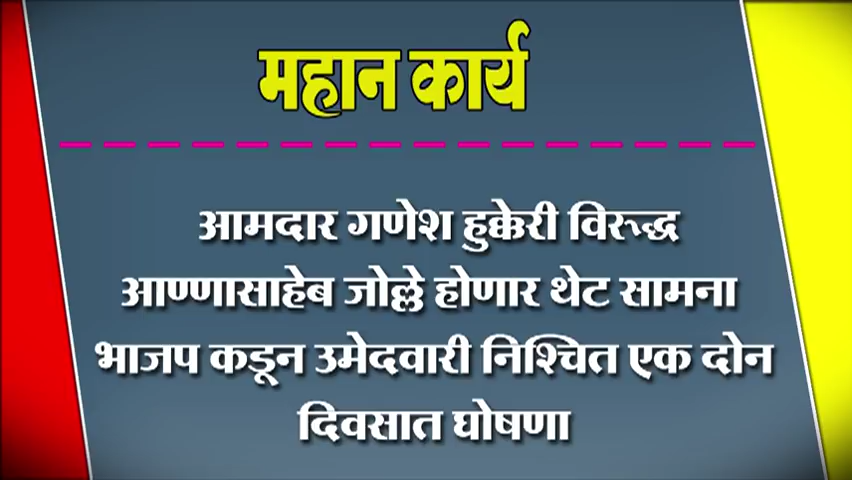 महान कार्य
आमदार गणेश हुक्केरी विरूद्ध
आण्णासाहेब जोल्ले होणार थेट सामना
भाजप कडून उमेदवारी निश्चित एक दोन
दिवसात घोषणा